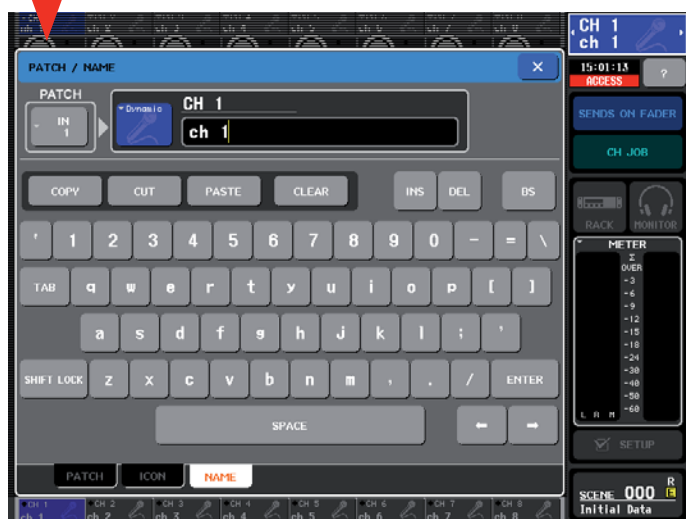 CH 1
ch 1
PATCH / NAME
×
15:01:13
ACCESS
?
PATCH
IN
1
Dynamic
CH 1
ch 1
SENDS ON FADER
CH JOB
COPY CUT PASTE CLEAR INS DEL BS
RACK MONITOR
' 1 2 3 4 5 6 7 8 9 0 - = \
METER
Σ
OVER
-3
-6
-9
-12
-15
-18
-24
-30
-40
-50
-60
L R M
TAB q w e r t y u i o p [ ]
a s d f g h j k l ; '
SHIFT LOCK z x c v b n m , . / ENTER
SPACE ← →
SETUP
PATCH ICON NAME
SCENE 000 R E
Initial Data
CH 1 CH 2 CH 3 CH 4 CH 5 CH 6 CH 7 CH 8
ch 1 ch 2 ch 3 ch 4 ch 5 ch 6 ch 7 ch 8